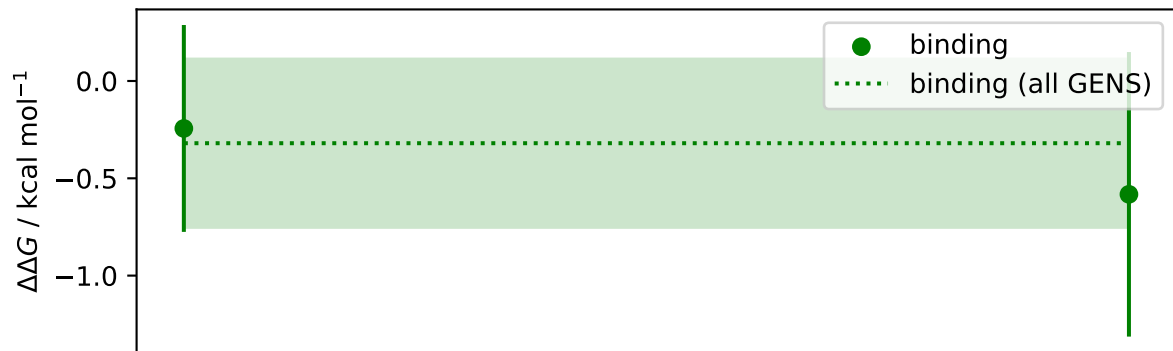 binding
binding (all GENS)
0.0
−0.5
−1.0
ΔΔG / kcal mol⁻¹